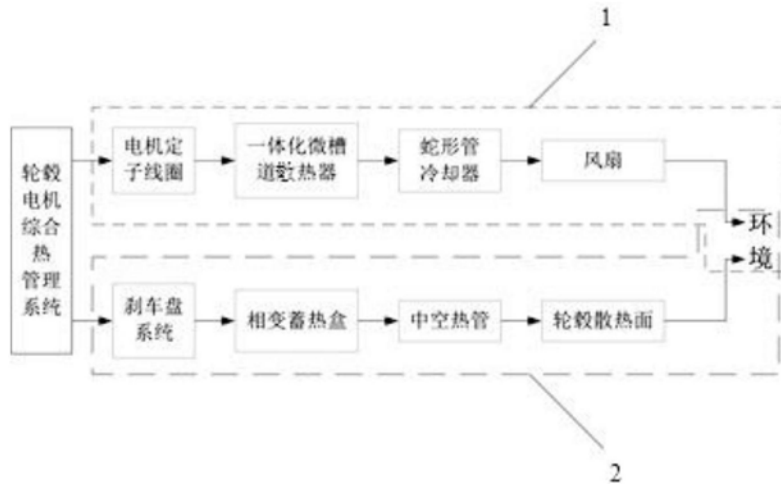 1
轮毂
电机
综合
热
管理
系统
电机定
子线圈
一体化微槽
道散热器
蛇形管
冷却器
风扇
环
境
刹车盘
系统
相变蓄热盒
中空热管
轮毂散热面
2